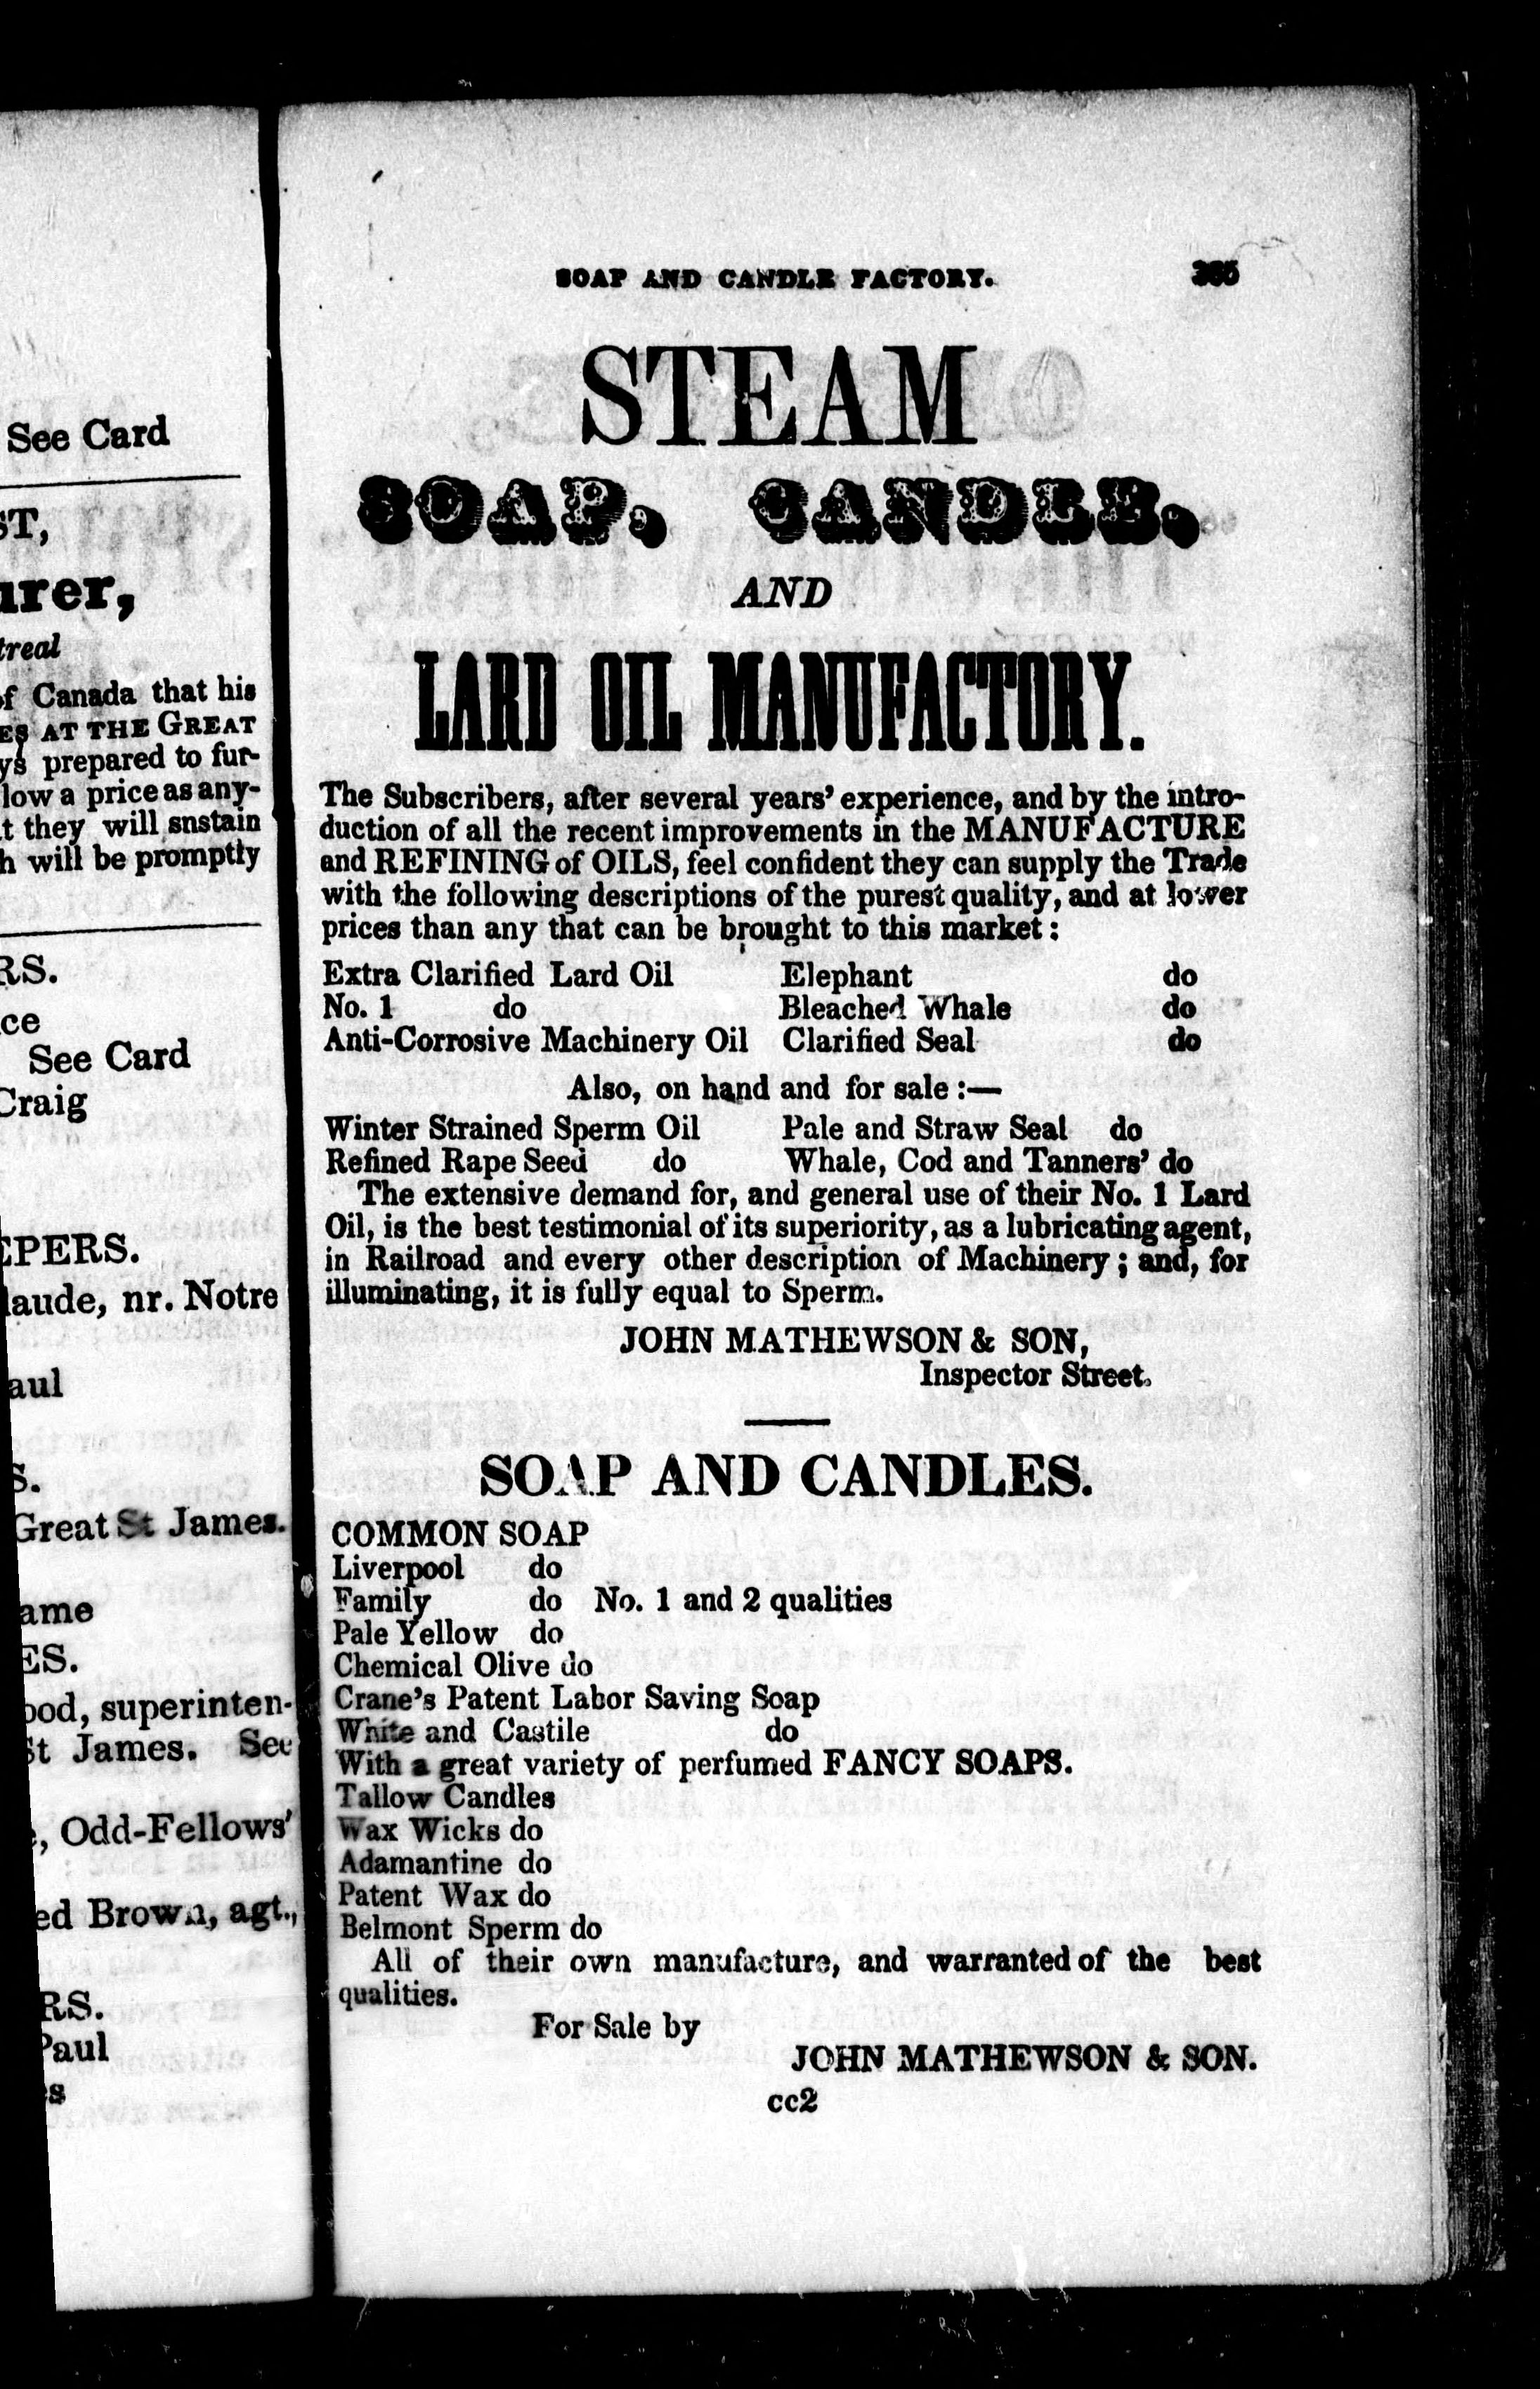 See Card
ST,
urer,
treal
of Canada that his
ES AT THE GREAT
ys prepared to fur-
low a price as any-
t they will snstain
h will be promptly
RS.
ce
See Card
Craig
EPERS.
laude, nr. Notre
aul
S.
Great St James.
ame
ES.
ood, superinten-
St James. See
, Odd-Fellows'
ed Brown, agt.,
RS.
Paul
s
SOAP AND CANDLE FACTORY. 365
STEAM
SOAP, CANDLE,
AND
LARD OIL MANUFACTORY.
The Subscribers, after several years' experience, and by the intro-
duction of all the recent improvements in the MANUFACTURE
and REFINING of OILS, feel confident they can supply the Trade
with the following descriptions of the purest quality, and at lower
prices than any that can be brought to this market :
Extra Clarified Lard Oil Elephant do
No. 1 do Bleached Whale do
Anti-Corrosive Machinery Oil Clarified Seal do
Also, on hand and for sale :—
Winter Strained Sperm Oil Pale and Straw Seal do
Refined Rape Seed do Whale, Cod and Tanners' do
The extensive demand for, and general use of their No. 1 Lard
Oil, is the best testimonial of its superiority, as a lubricating agent,
in Railroad and every other description of Machinery ; and, for
illuminating, it is fully equal to Sperm.
JOHN MATHEWSON & SON,
Inspector Street.
SOAP AND CANDLES.
COMMON SOAP
Liverpool do
Family do No. 1 and 2 qualities
Pale Yellow do
Chemical Olive do
Crane's Patent Labor Saving Soap
White and Castile do
With a great variety of perfumed FANCY SOAPS.
Tallow Candles
Wax Wicks do
Adamantine do
Patent Wax do
Belmont Sperm do
All of their own manufacture, and warranted of the best
qualities.
For Sale by
JOHN MATHEWSON & SON.
cc2